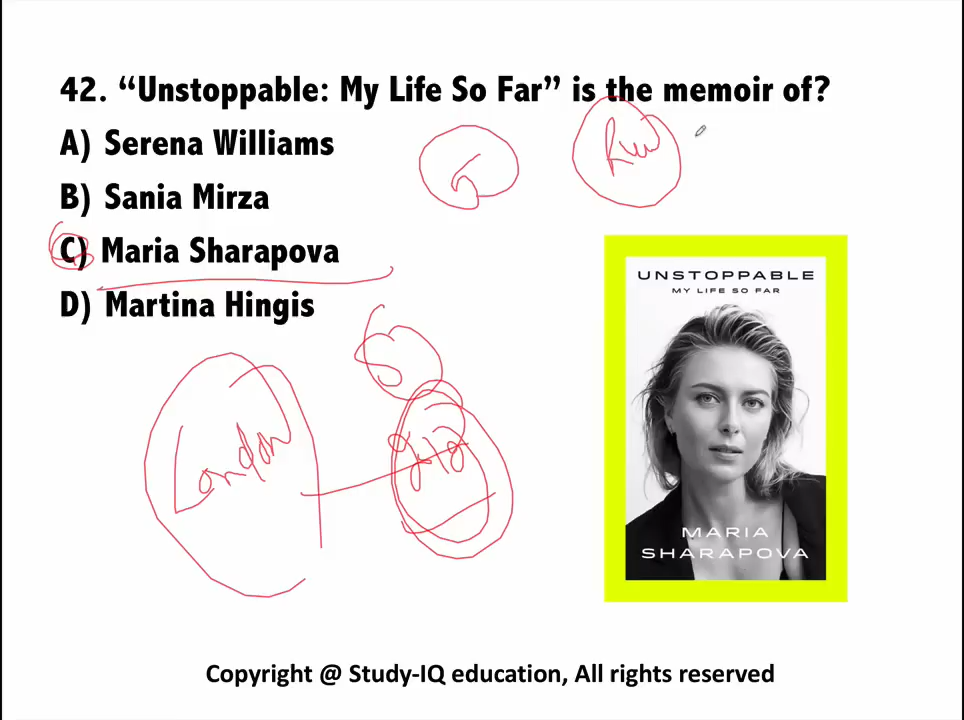 42. “Unstoppable: My Life So Far” is the memoir of?
A) Serena Williams
B) Sania Mirza
C) Maria Sharapova
D) Martina Hingis
London
UNSTOPPABLE
MY LIFE SO FAR
MARIA
SHARAPOVA
Copyright @ Study-IQ education, All rights reserved